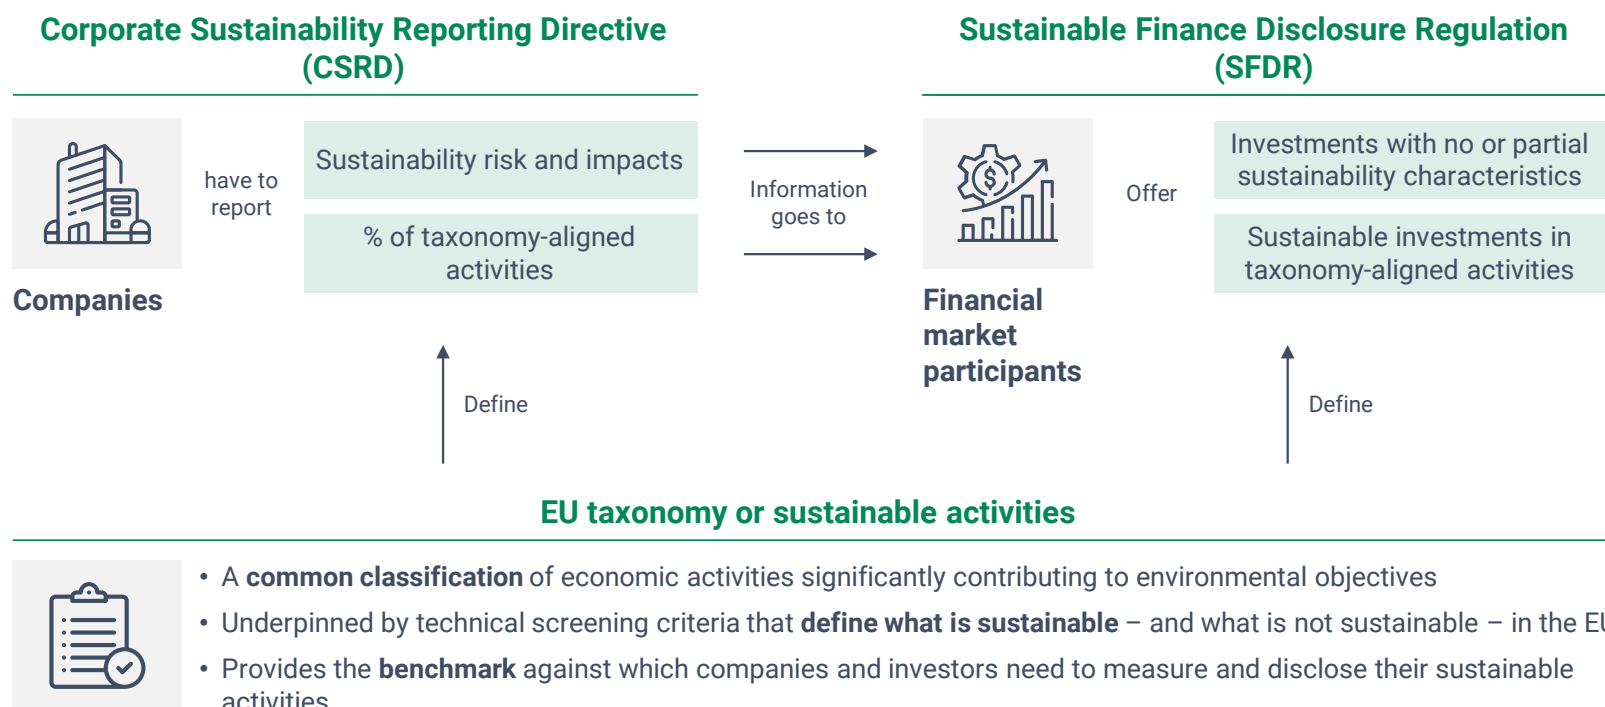 Corporate Sustainability Reporting Directive
(CSRD)
Sustainable Finance Disclosure Regulation
(SFDR)
Companies
have to
report
Sustainability risk and impacts
% of taxonomy-aligned
activities
Information
goes to
$
Financial
market
participants
Offer
Investments with no or partial
sustainability characteristics
Sustainable investments in
taxonomy-aligned activities
Define
Define
EU taxonomy or sustainable activities
• A common classification of economic activities significantly contributing to environmental objectives
• Underpinned by technical screening criteria that define what is sustainable – and what is not sustainable – in the EU
• Provides the benchmark against which companies and investors need to measure and disclose their sustainable
activities